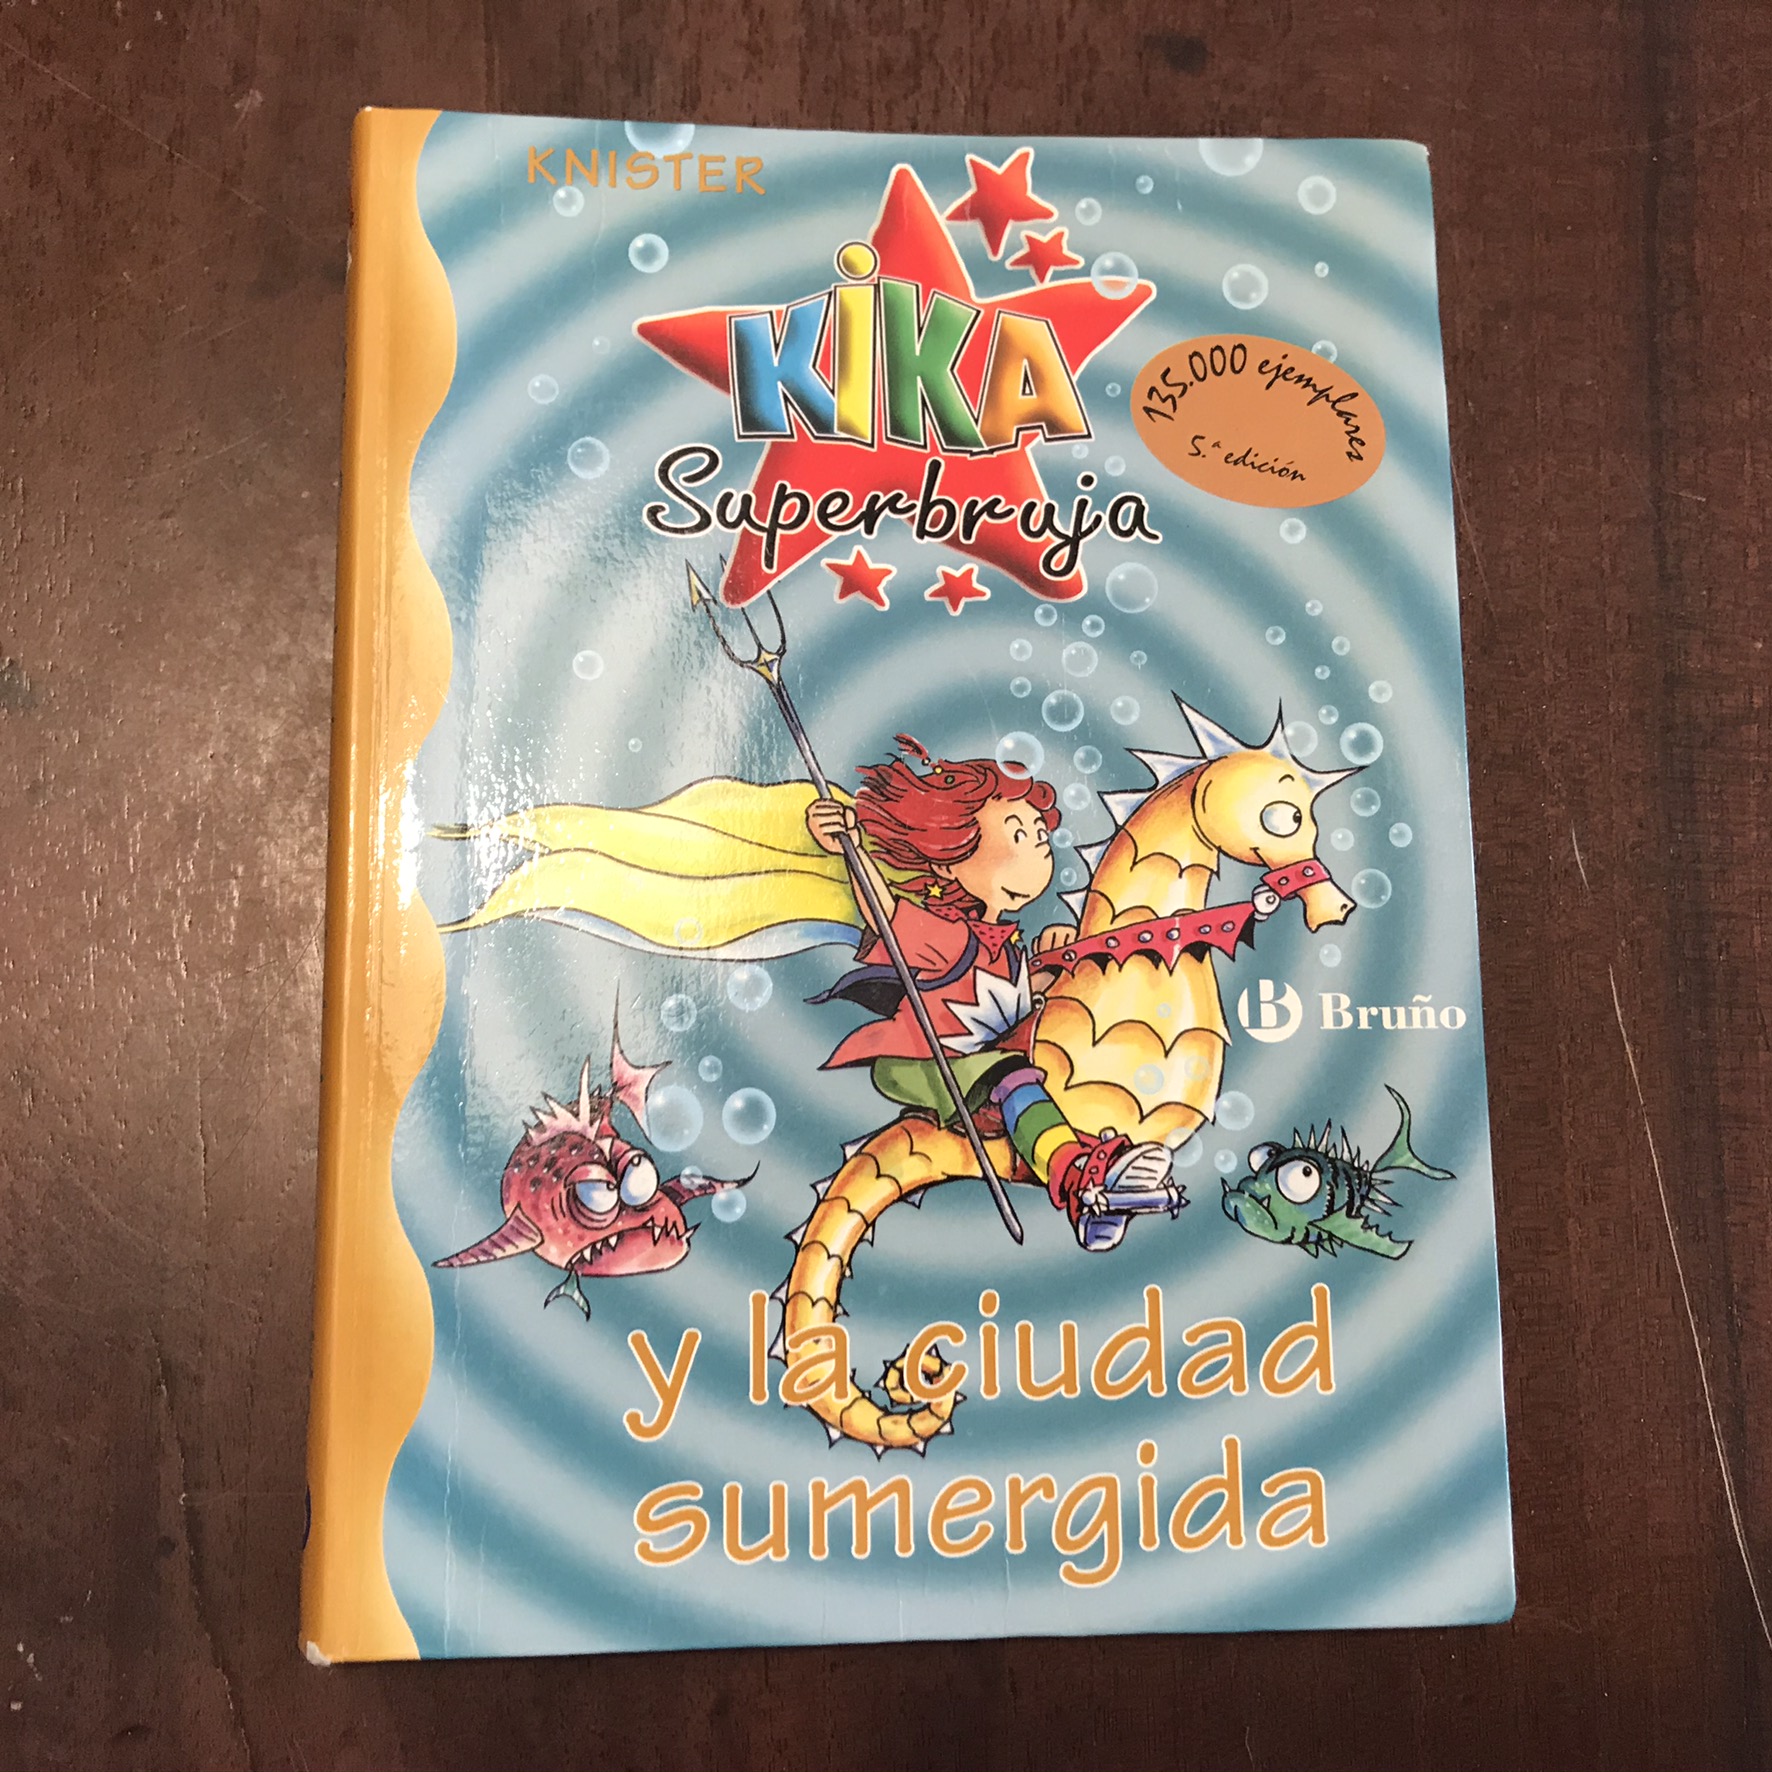 KNISTER
KiKA
Superbruja
135.000 ejemplares
5.ª edición
B Bruño
y la ciudad
sumergida